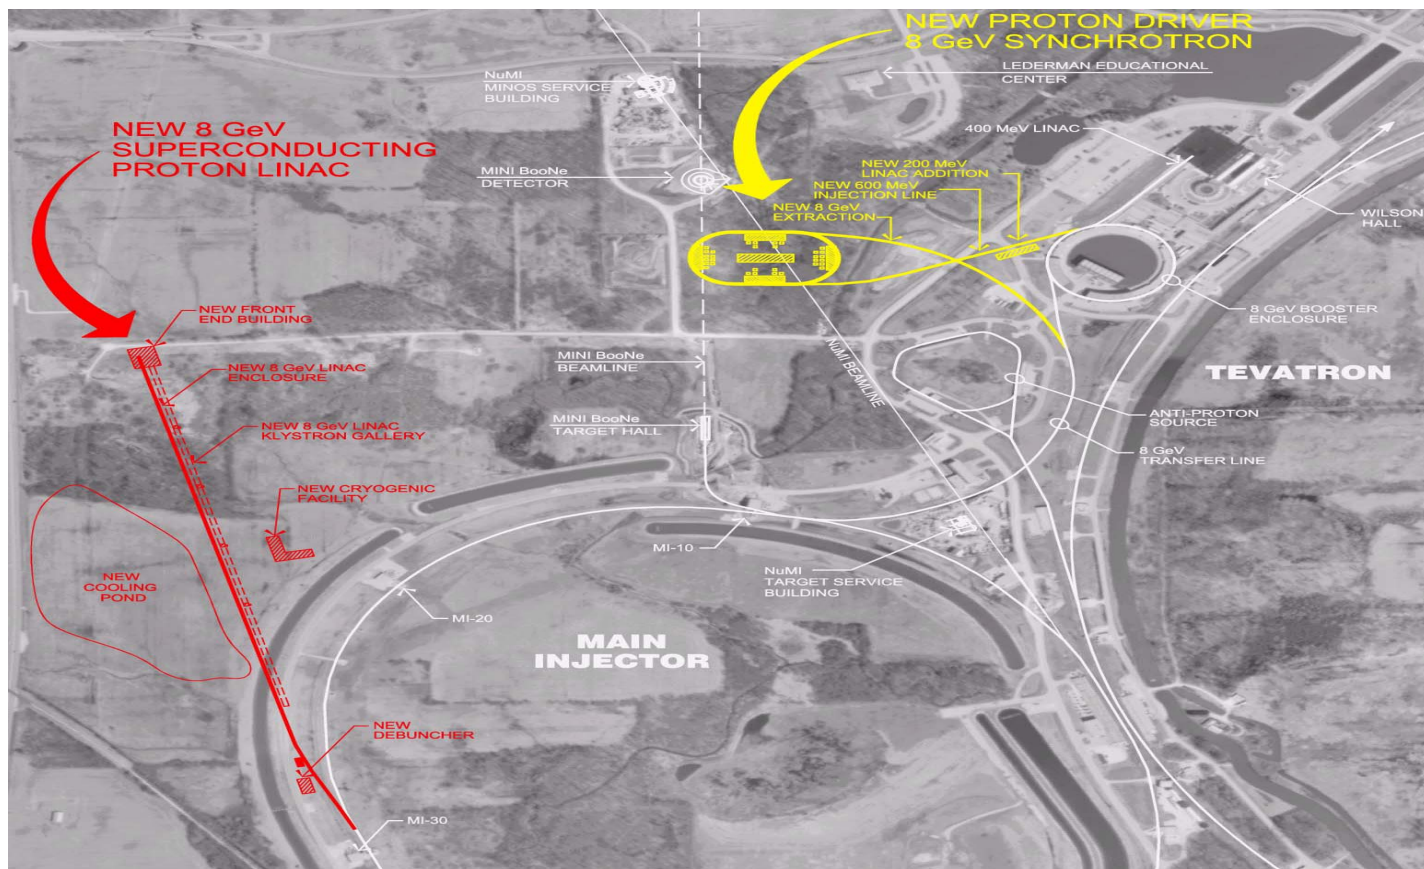 NEW PROTON DRIVER
8 GeV SYNCHROTRON
LEDERMAN EDUCATIONAL
CENTER
NuMI
MINOS SERVICE
BUILDING
NEW 8 GeV
SUPERCONDUCTING
PROTON LINAC
400 MeV LINAC
MINI BooNe
DETECTOR
NEW 200 MeV
LINAC ADDITION
NEW 600 MeV
INJECTION LINE
NEW 8 GeV
EXTRACTION
WILSON
HALL
NEW FRONT
END BUILDING
8 GeV BOOSTER
ENCLOSURE
MINI BooNe
BEAMLINE
NuMI BEAMLINE
TEVATRON
NEW 8 GeV LINAC
ENCLOSURE
ANTI-PROTON
SOURCE
MINI BooNe
TARGET HALL
NEW 8 GeV LINAC
KLYSTRON GALLERY
8 GeV
TRANSFER LINE
NEW CRYOGENIC
FACILITY
MI-10
NuMI
TARGET SERVICE
BUILDING
NEW
COOLING
POND
MI-20
MAIN
INJECTOR
NEW
DEBUNCHER
MI-30